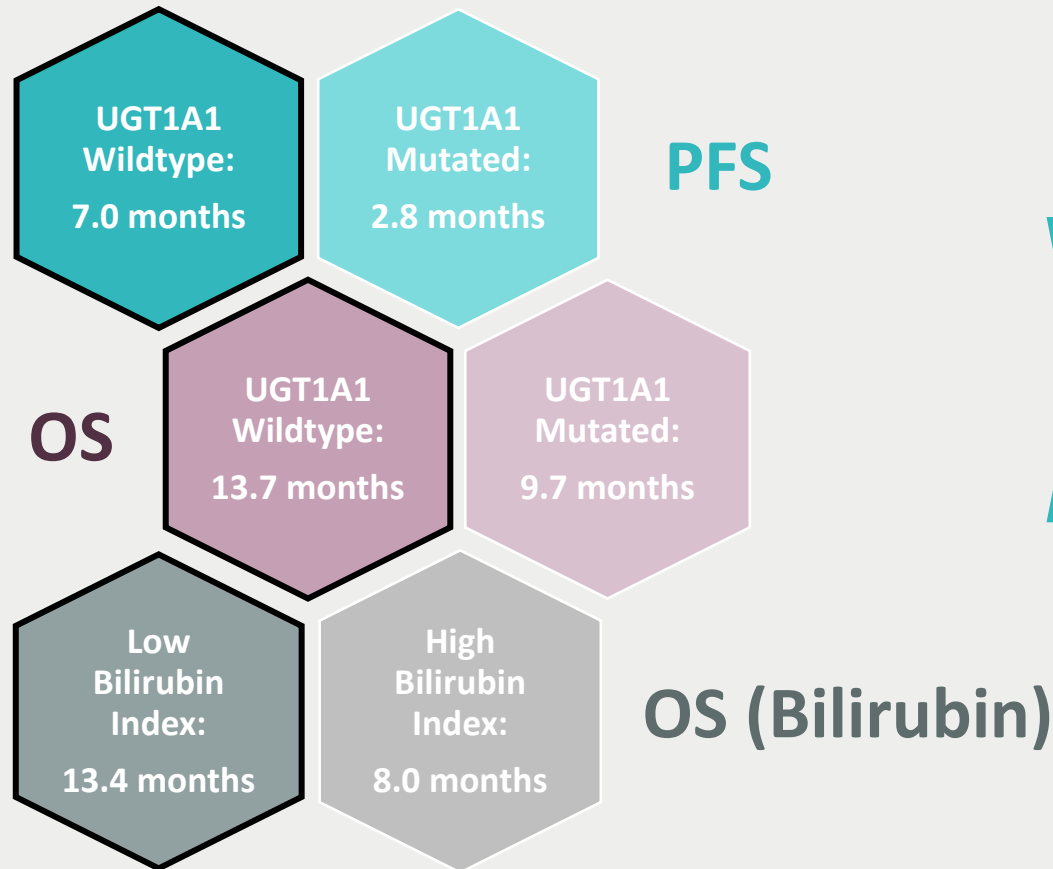 UGT1A1
Wildtype:
7.0 months
UGT1A1
Mutated:
2.8 months
PFS
OS
UGT1A1
Wildtype:
13.7 months
UGT1A1
Mutated:
9.7 months
Low
Bilirubin
Index:
13.4 months
High
Bilirubin
Index:
8.0 months
OS (Bilirubin)